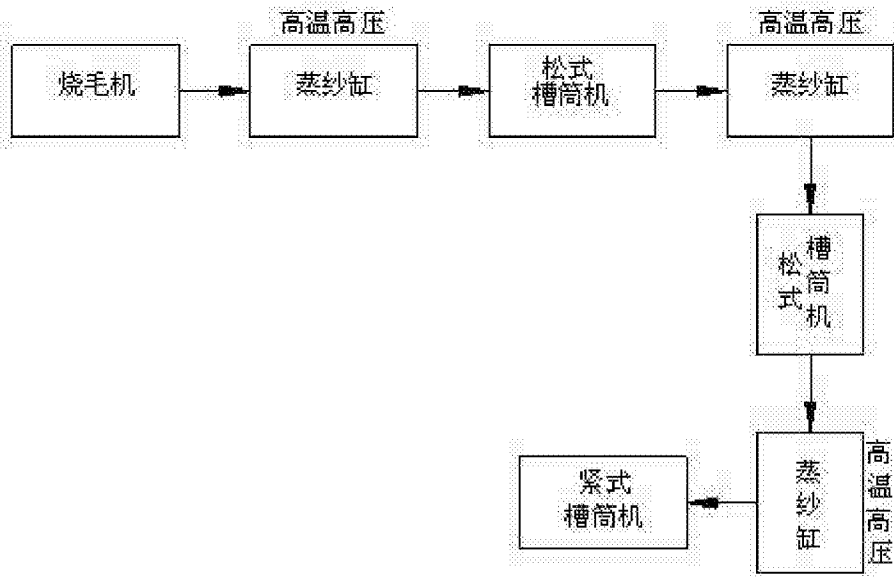 高温高压
高温高压
烧毛机
蒸纱缸
松式
槽筒机
蒸纱缸
松式
槽筒机
蒸纱缸
高温高压
紧式
槽筒机